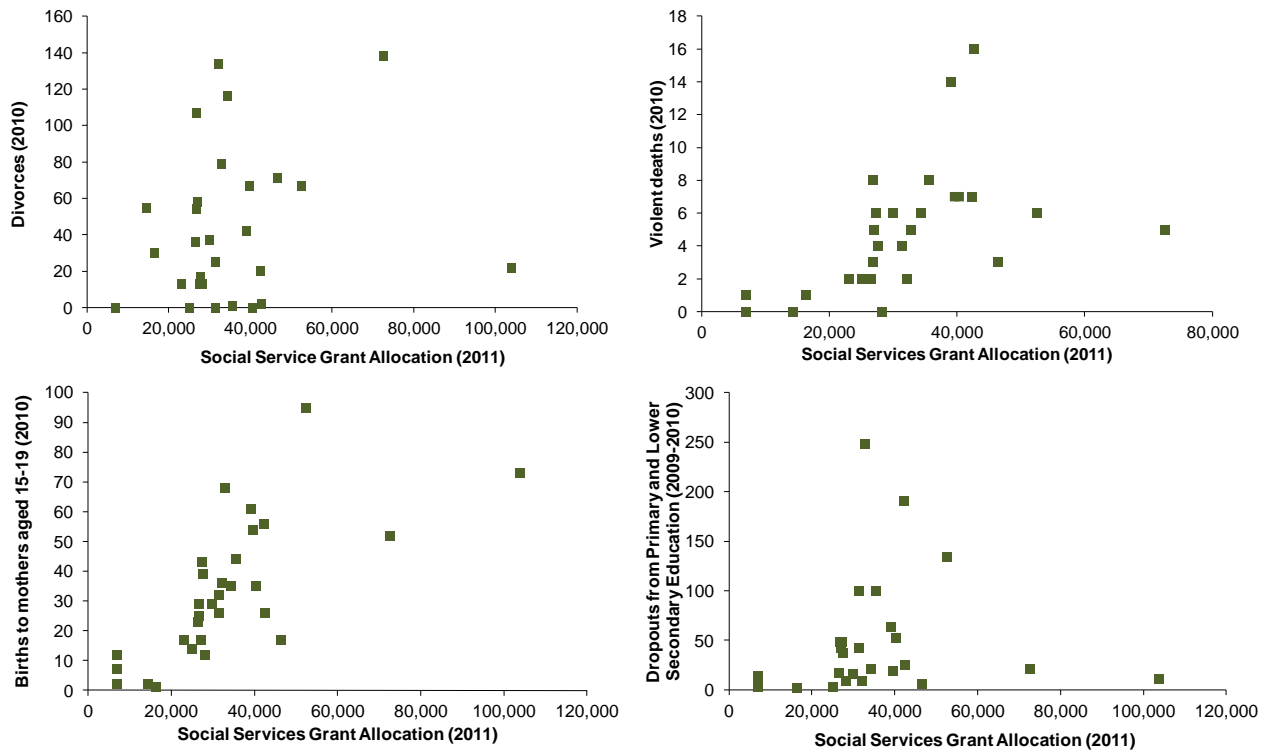 160
140
120
100
80
60
40
20
0
Divorces (2010)
0 20,000 40,000 60,000 80,000 100,000 120,000
Social Service Grant Allocation (2011)
18
16
14
12
10
8
6
4
2
0
Violent deaths (2010)
0 20,000 40,000 60,000 80,000
Social Services Grant Allocation (2011)
100
90
80
70
60
50
40
30
20
10
0
Births to mothers aged 15-19 (2010)
0 20,000 40,000 60,000 80,000 100,000 120,000
Social Services Grant Allocation (2011)
300
250
200
150
100
50
0
Dropouts from Primary and Lower
Secondary Education (2009-2010)
0 20,000 40,000 60,000 80,000 100,000 120,000
Social Services Grant Allocation (2011)